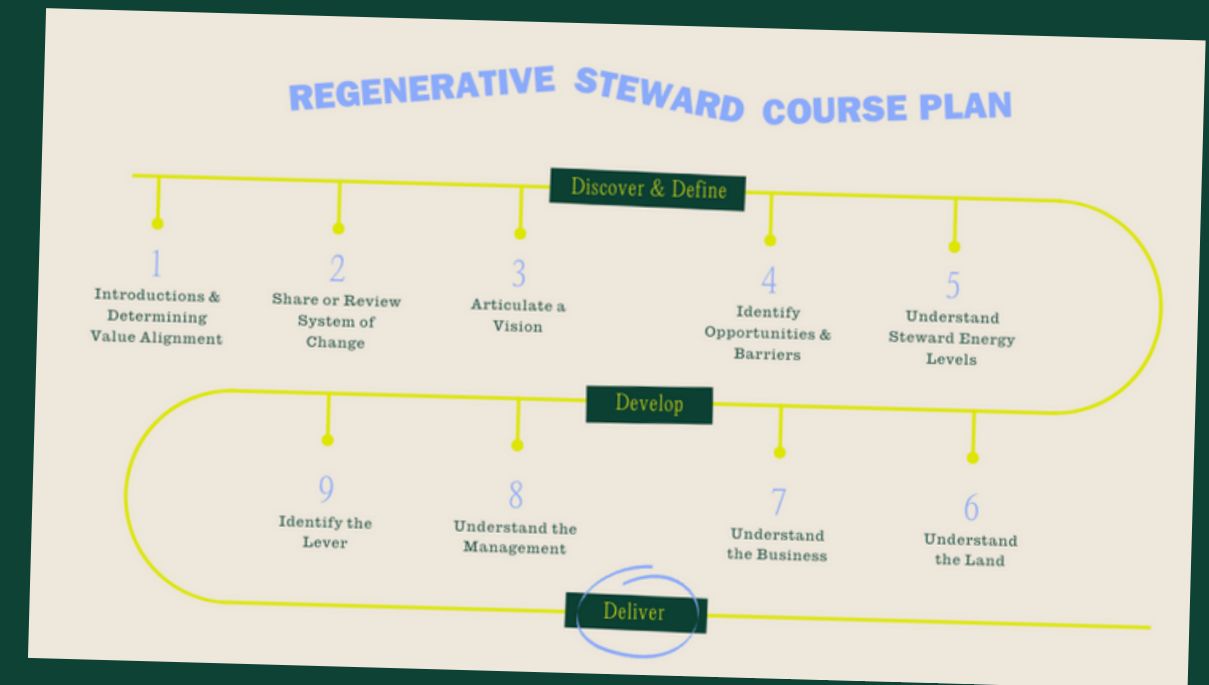 REGENERATIVE STEWARD COURSE PLAN
Discover & Define
1
Introductions &
Determining
Value Alignment
2
Share or Review
System of
Change
3
Articulate a
Vision
4
Identify
Opportunities &
Barriers
5
Understand
Steward Energy
Levels
Develop
9
Identify the
Lever
8
Understand the
Management
7
Understand
the Business
6
Understand
the Land
Deliver